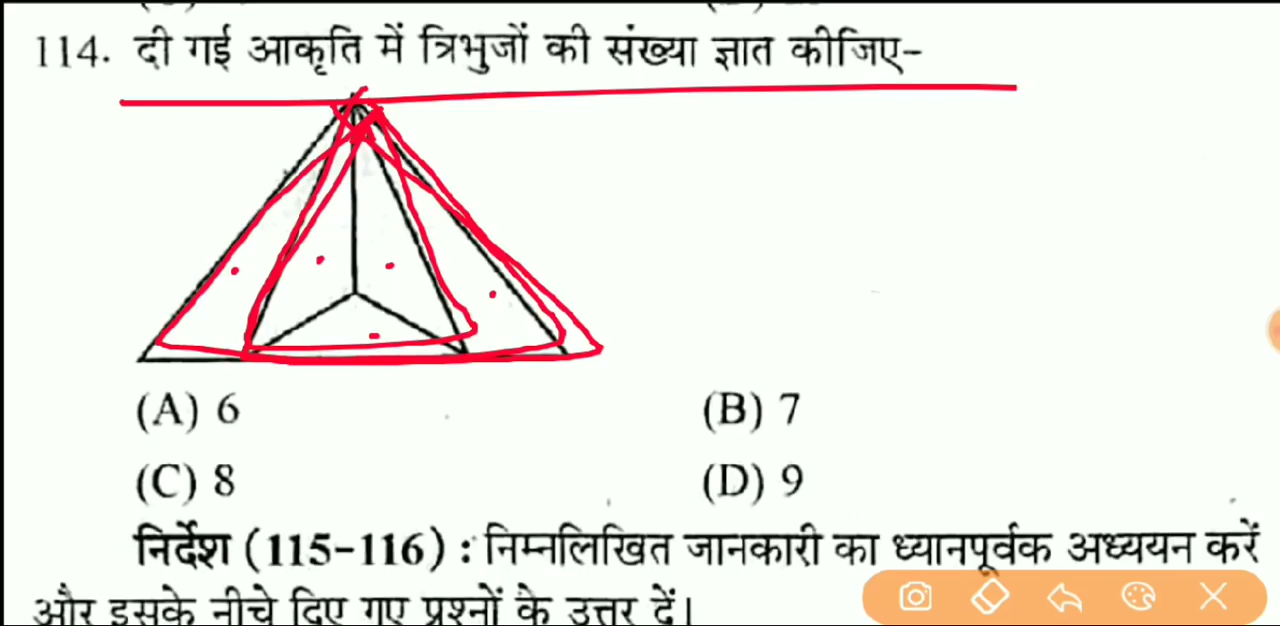 114. दी गई आकृति में त्रिभुजों की संख्या ज्ञात कीजिए-
(A) 6
(B) 7
(C) 8
(D) 9
निर्देश (115-116) : निम्नलिखित जानकारी का ध्यानपूर्वक अध्ययन करें
और इसके नीचे दिए गए प्रश्नों के उत्तर दें।